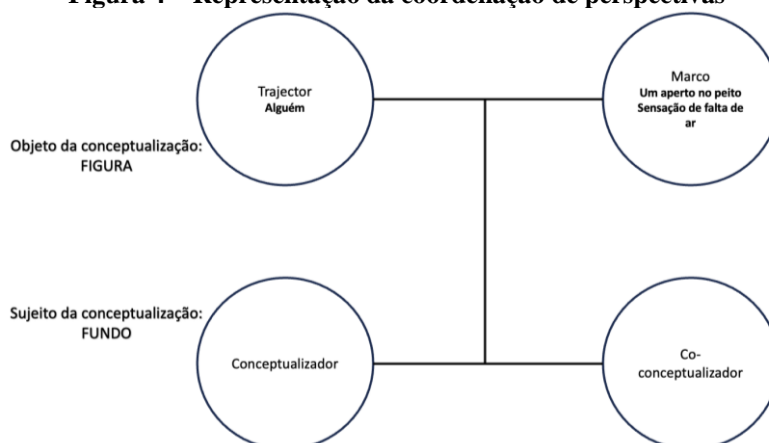 Figura 4 – Representação da coordenação de perspectivas
Trajector
Alguém
Marco
Um aperto no peito
Sensação de falta de
ar
Objeto da conceptualização:
FIGURA
Sujeito da conceptualização:
FUNDO
Conceptualizador
Co-
conceptualizador